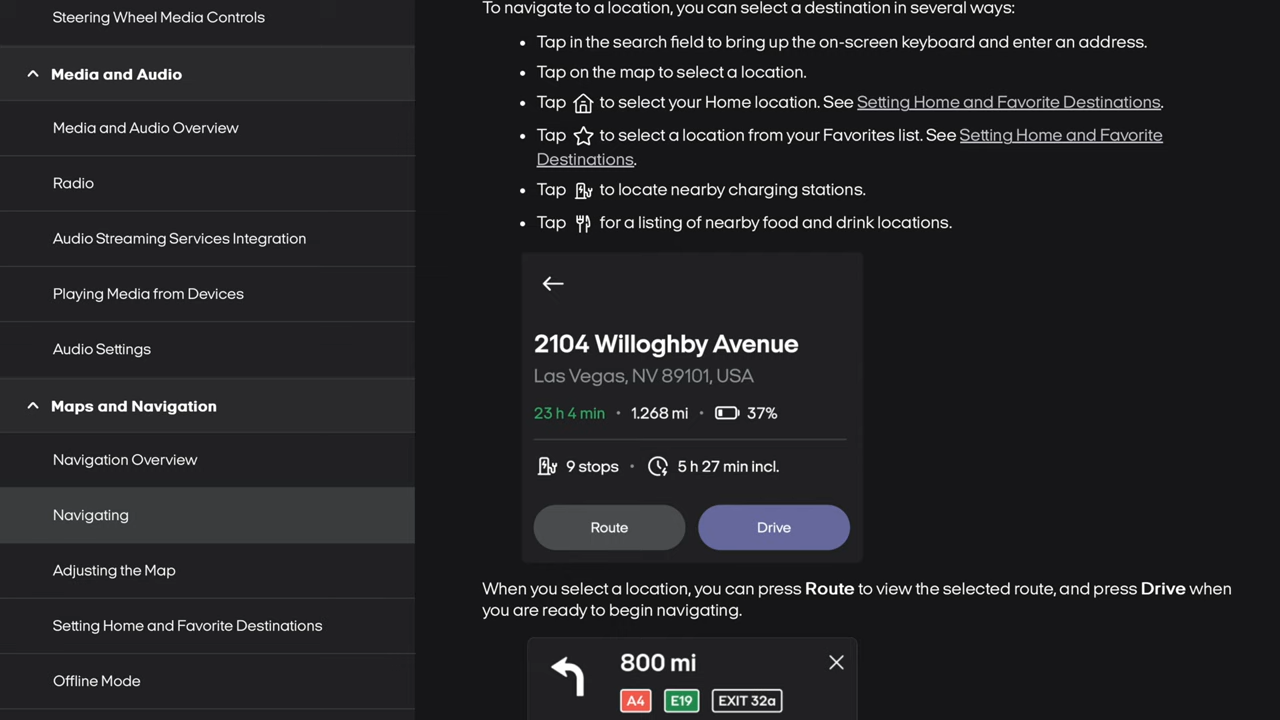 Steering Wheel Media Controls
Media and Audio
Media and Audio Overview
Radio
Audio Streaming Services Integration
Playing Media from Devices
Audio Settings
Maps and Navigation
Navigation Overview
Navigating
Adjusting the Map
Setting Home and Favorite Destinations
Offline Mode
To navigate to a location, you can select a destination in several ways:
• Tap in the search field to bring up the on-screen keyboard and enter an address.
• Tap on the map to select a location.
• Tap to select your Home location. See Setting Home and Favorite Destinations.
• Tap to select a location from your Favorites list. See Setting Home and Favorite
Destinations.
• Tap to locate nearby charging stations.
• Tap for a listing of nearby food and drink locations.
2104 Willoghby Avenue
Las Vegas, NV 89101, USA
23 h 4 min • 1.268 mi • 37%
9 stops • 5 h 27 min incl.
Route Drive
When you select a location, you can press Route to view the selected route, and press Drive when
you are ready to begin navigating.
800 mi
A4 E19 EXIT 32a